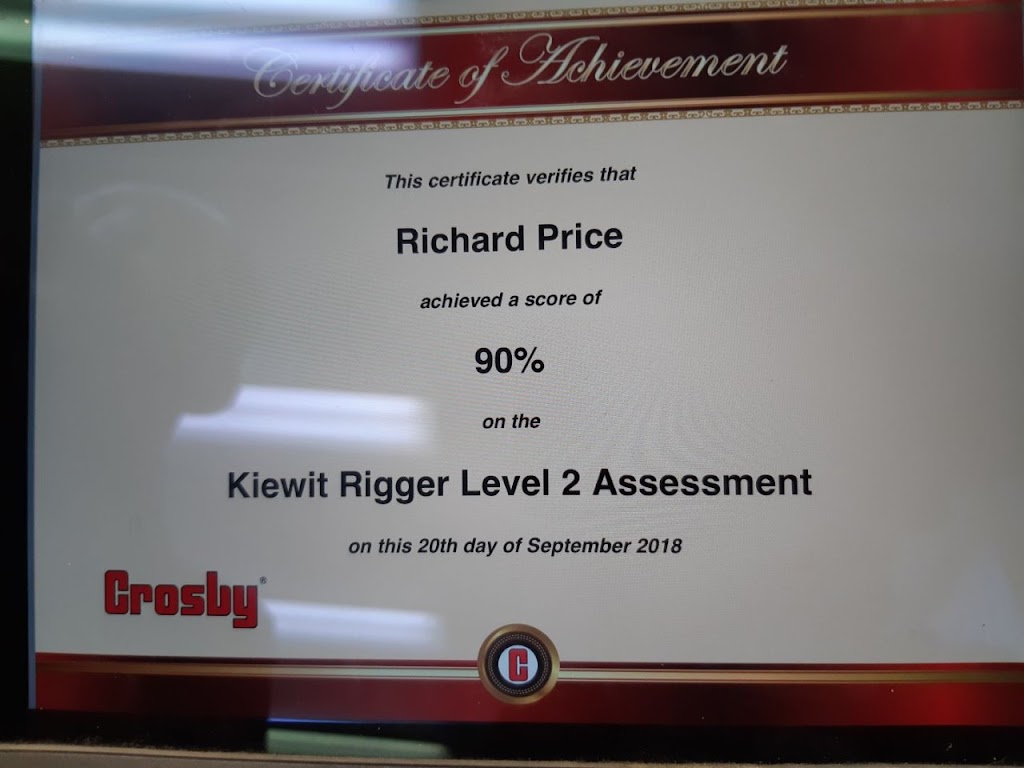 Certificate of Achievement
This certificate verifies that
Richard Price
achieved a score of
90%
on the
Kiewit Rigger Level 2 Assessment
on this 20th day of September 2018
Crosby®
C